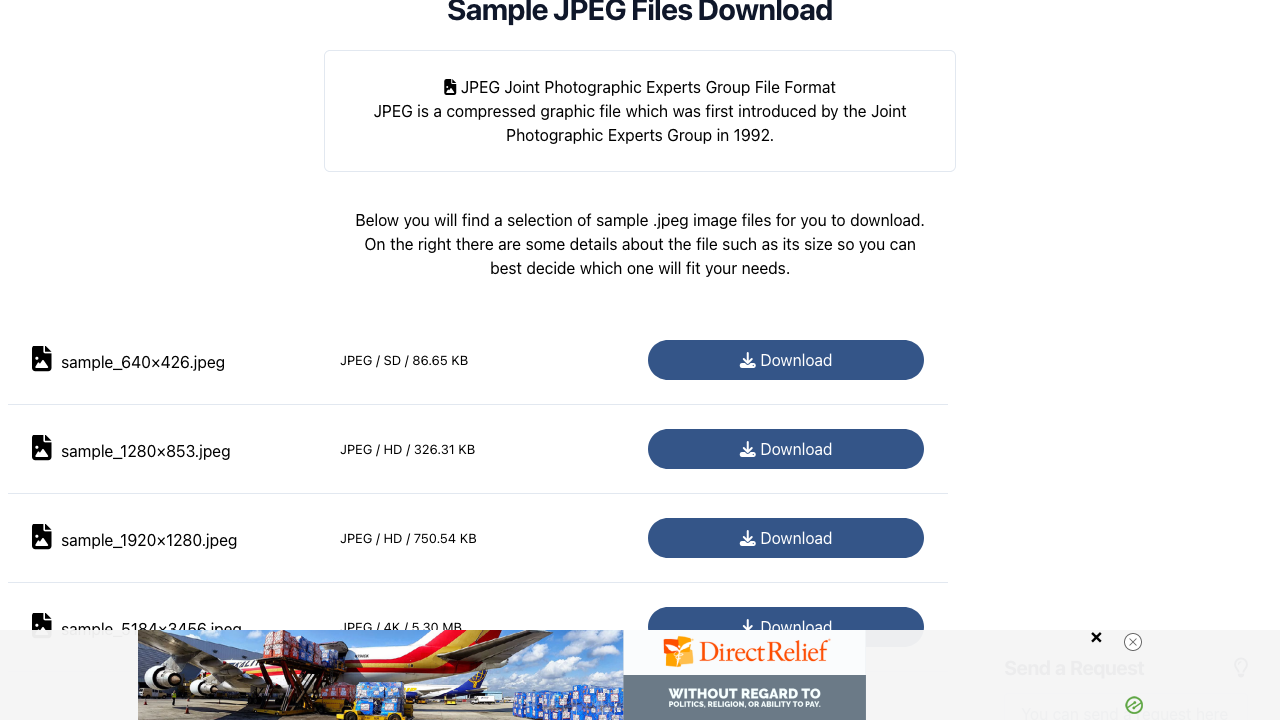 Sample JPEG Files Download
JPEG Joint Photographic Experts Group File Format
JPEG is a compressed graphic file which was first introduced by the Joint
Photographic Experts Group in 1992.
Below you will find a selection of sample .jpeg image files for you to download.
On the right there are some details about the file such as its size so you can
best decide which one will fit your needs.
sample_640×426.jpeg JPEG / SD / 86.65 KB Download
sample_1280×853.jpeg JPEG / HD / 326.31 KB Download
sample_1920×1280.jpeg JPEG / HD / 750.54 KB Download
sample_5184×3456.jpeg JPEG / 4K / 5.30 MB Download
DirectRelief
WITHOUT REGARD TO
POLITICS, RELIGION, OR ABILITY TO PAY.
Send a Request
You can send a request here